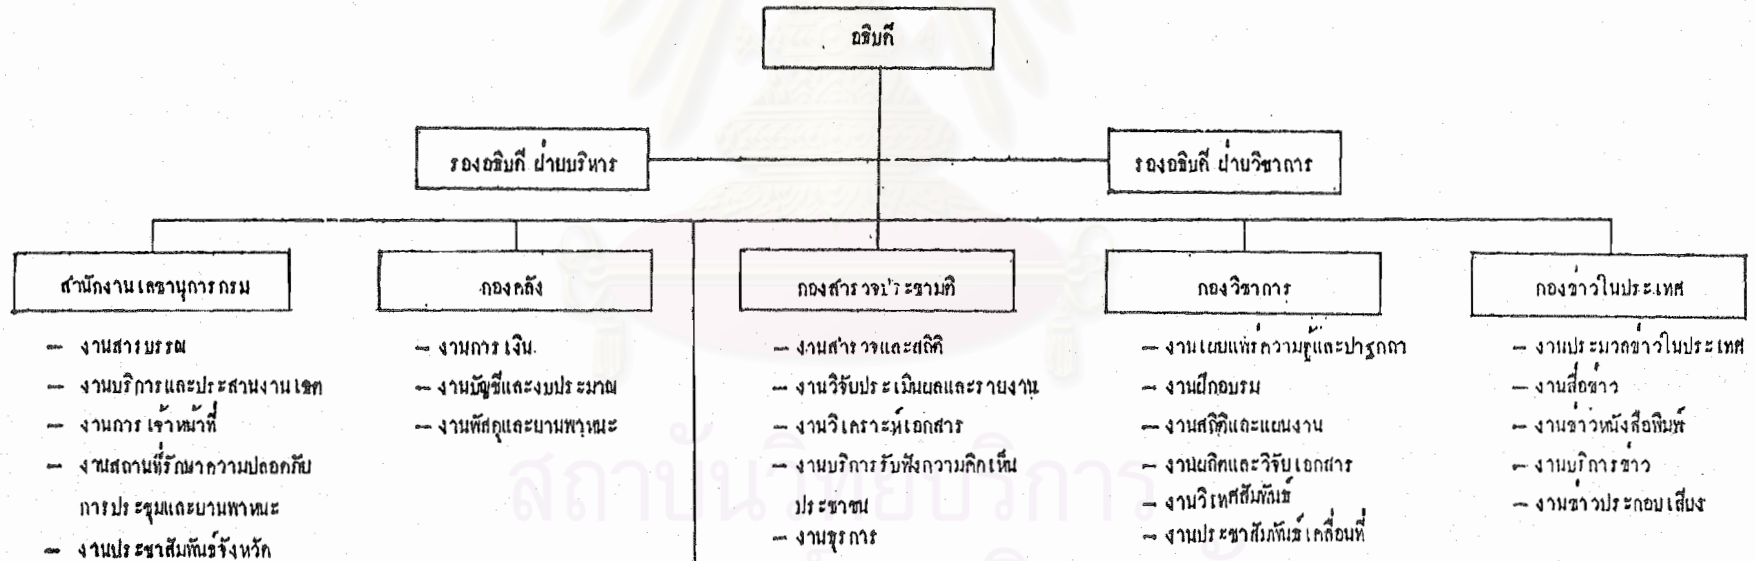 อธิบดี
รองอธิบดี ฝ่ายบริหาร
รองอธิบดี ฝ่ายวิชาการ
สำนักงานเลขานุการกรม
— งานสารบรรณ
— งานบริการและประสานงานเขต
— งานการเจ้าหน้าที่
— งานสถานที่รักษาความปลอดภัย
การประชุมและยานพาหนะ
— งานประชาสัมพันธ์จังหวัด
กองคลัง
— งานการเงิน
— งานบัญชีและงบประมาณ
— งานพัสดุและยานพาหนะ
กองสำรวจประชามติ
— งานสำรวจและสถิติ
— งานวิจัยประเมินผลและรายงาน
— งานวิเคราะห์เอกสาร
— งานบริการรับฟังความคิดเห็น
ประชาชน
— งานธุรการ
กองวิชาการ
— งานเผยแพร่ความรู้และปาฐกถา
— งานฝึกอบรม
— งานสถิติและแผนงาน
— งานผลิตและวิจัยเอกสาร
— งานวิเทศสัมพันธ์
— งานประชาสัมพันธ์เคลื่อนที่
กองข่าวในประเทศ
— งานประมวลข่าวในประเทศ
— งานสื่อข่าว
— งานข่าวหนังสือพิมพ์
— งานบริการข่าว
— งานข่าวประกอบเสียง
สถาบันวิทยบริการ